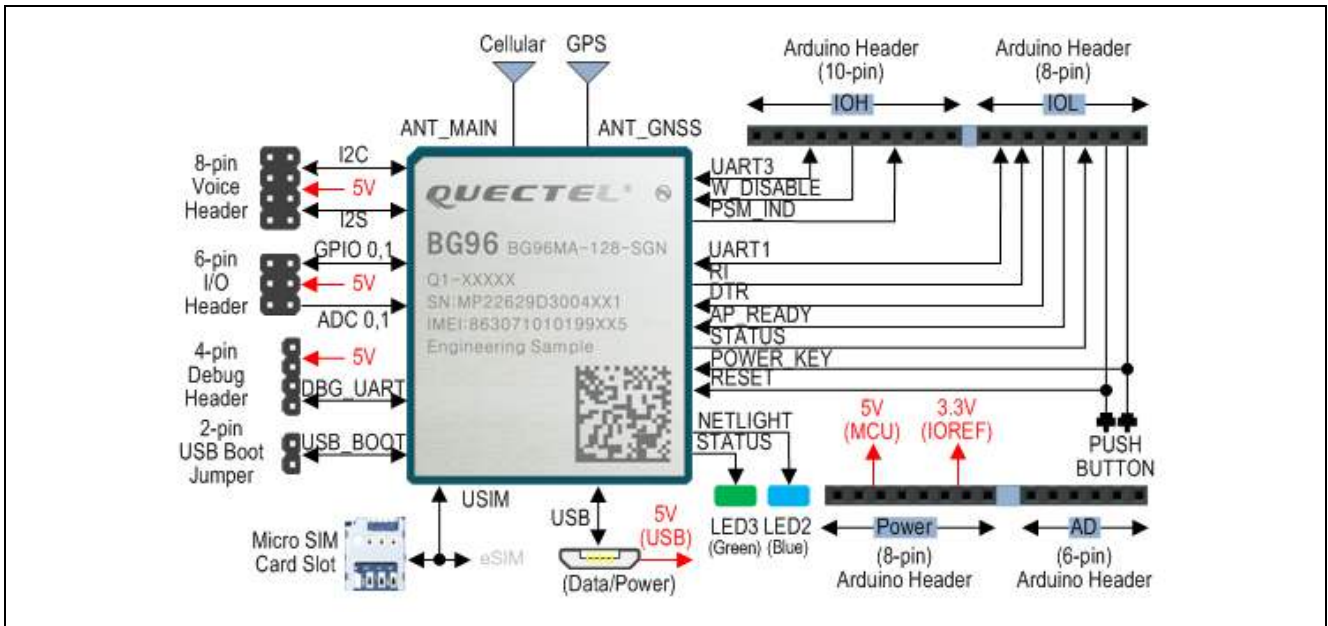 Cellular GPS
Arduino Header
(10-pin)
Arduino Header
(8-pin)
IOH
IOL
ANT_MAIN
ANT_GNSS
8-pin
Voice
Header
I2C
5V
I2S
6-pin
I/O
Header
GPIO 0,1
5V
ADC 0,1
4-pin
Debug
Header
5V
DBG_UART
2-pin
USB Boot
Jumper
USB_BOOT
QUECTEL
BG96 BG96MA-128-SGN
Q1-XXXXX
SN:MP22629D3004XX1
IMEI:863071010199XX5
Engineering Sample
UART3
W_DISABLE
PSM_IND
UART1
RI
DTR
AP_READY
STATUS
POWER_KEY
RESET
NETLIGHT
STATUS
5V
(MCU)
3.3V
(IOREF)
PUSH
BUTTON
USIM
Micro SIM
Card Slot
eSIM
USB
5V
(USB)
(Data/Power)
LED3 LED2
(Green) (Blue)
Power
(8-pin)
Arduino Header
AD
(6-pin)
Arduino Header